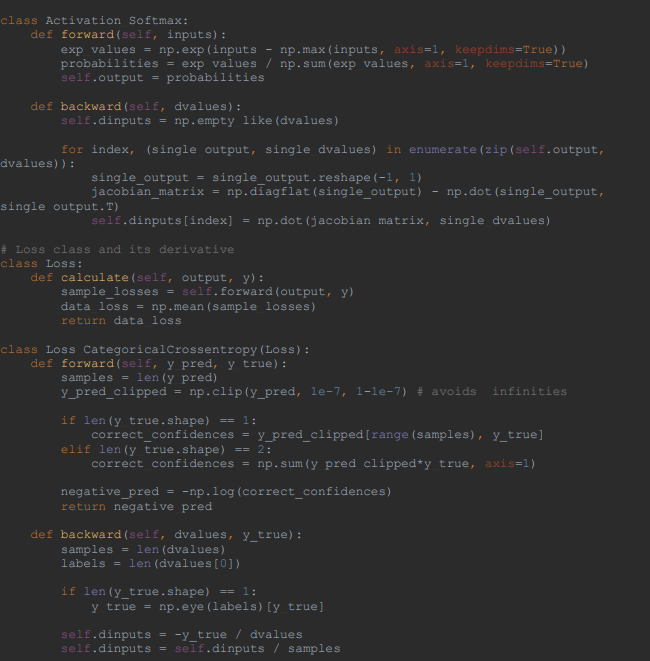 class Activation Softmax:
    def forward(self, inputs):
        exp values = np.exp(inputs - np.max(inputs, axis=1, keepdims=True))
        probabilities = exp values / np.sum(exp values, axis=1, keepdims=True)
        self.output = probabilities

    def backward(self, dvalues):
        self.dinputs = np.empty like(dvalues)

        for index, (single output, single dvalues) in enumerate(zip(self.output,
dvalues)):
            single_output = single_output.reshape(-1, 1)
            jacobian_matrix = np.diagflat(single_output) - np.dot(single_output,
single output.T)
            self.dinputs[index] = np.dot(jacobian matrix, single dvalues)

# Loss class and its derivative
class Loss:
    def calculate(self, output, y):
        sample_losses = self.forward(output, y)
        data loss = np.mean(sample losses)
        return data loss

class Loss CategoricalCrossentropy(Loss):
    def forward(self, y pred, y true):
        samples = len(y pred)
        y_pred_clipped = np.clip(y_pred, 1e-7, 1-1e-7) # avoids  infinities

        if len(y true.shape) == 1:
            correct_confidences = y_pred_clipped[range(samples), y_true]
        elif len(y true.shape) == 2:
            correct confidences = np.sum(y pred clipped*y true, axis=1)

        negative_pred = -np.log(correct_confidences)
        return negative pred

    def backward(self, dvalues, y_true):
        samples = len(dvalues)
        labels = len(dvalues[0])

        if len(y_true.shape) == 1:
            y true = np.eye(labels)[y true]

        self.dinputs = -y_true / dvalues
        self.dinputs = self.dinputs / samples